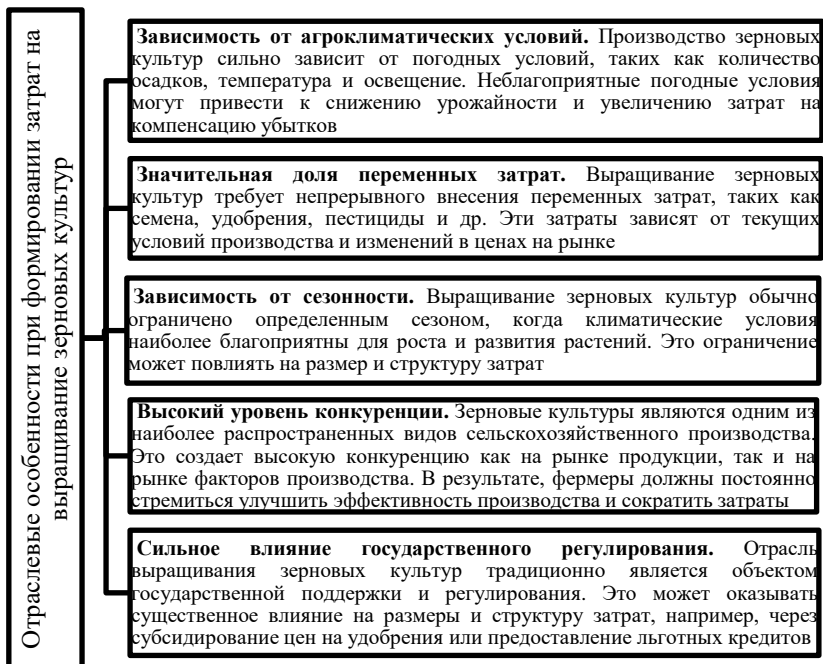 Отраслевые особенности при формировании затрат на
выращивание зерновых культур
Зависимость от агроклиматических условий. Производство зерновых
культур сильно зависит от погодных условий, таких как количество
осадков, температура и освещение. Неблагоприятные погодные условия
могут привести к снижению урожайности и увеличению затрат на
компенсацию убытков
Значительная доля переменных затрат. Выращивание зерновых
культур требует непрерывного внесения переменных затрат, таких как
семена, удобрения, пестициды и др. Эти затраты зависят от текущих
условий производства и изменений в ценах на рынке
Зависимость от сезонности. Выращивание зерновых культур обычно
ограничено определенным сезоном, когда климатические условия
наиболее благоприятны для роста и развития растений. Это ограничение
может повлиять на размер и структуру затрат
Высокий уровень конкуренции. Зерновые культуры являются одним из
наиболее распространенных видов сельскохозяйственного производства.
Это создает высокую конкуренцию как на рынке продукции, так и на
рынке факторов производства. В результате, фермеры должны постоянно
стремиться улучшить эффективность производства и сократить затраты
Сильное влияние государственного регулирования. Отрасль
выращивания зерновых культур традиционно является объектом
государственной поддержки и регулирования. Это может оказывать
существенное влияние на размеры и структуру затрат, например, через
субсидирование цен на удобрения или предоставление льготных кредитов